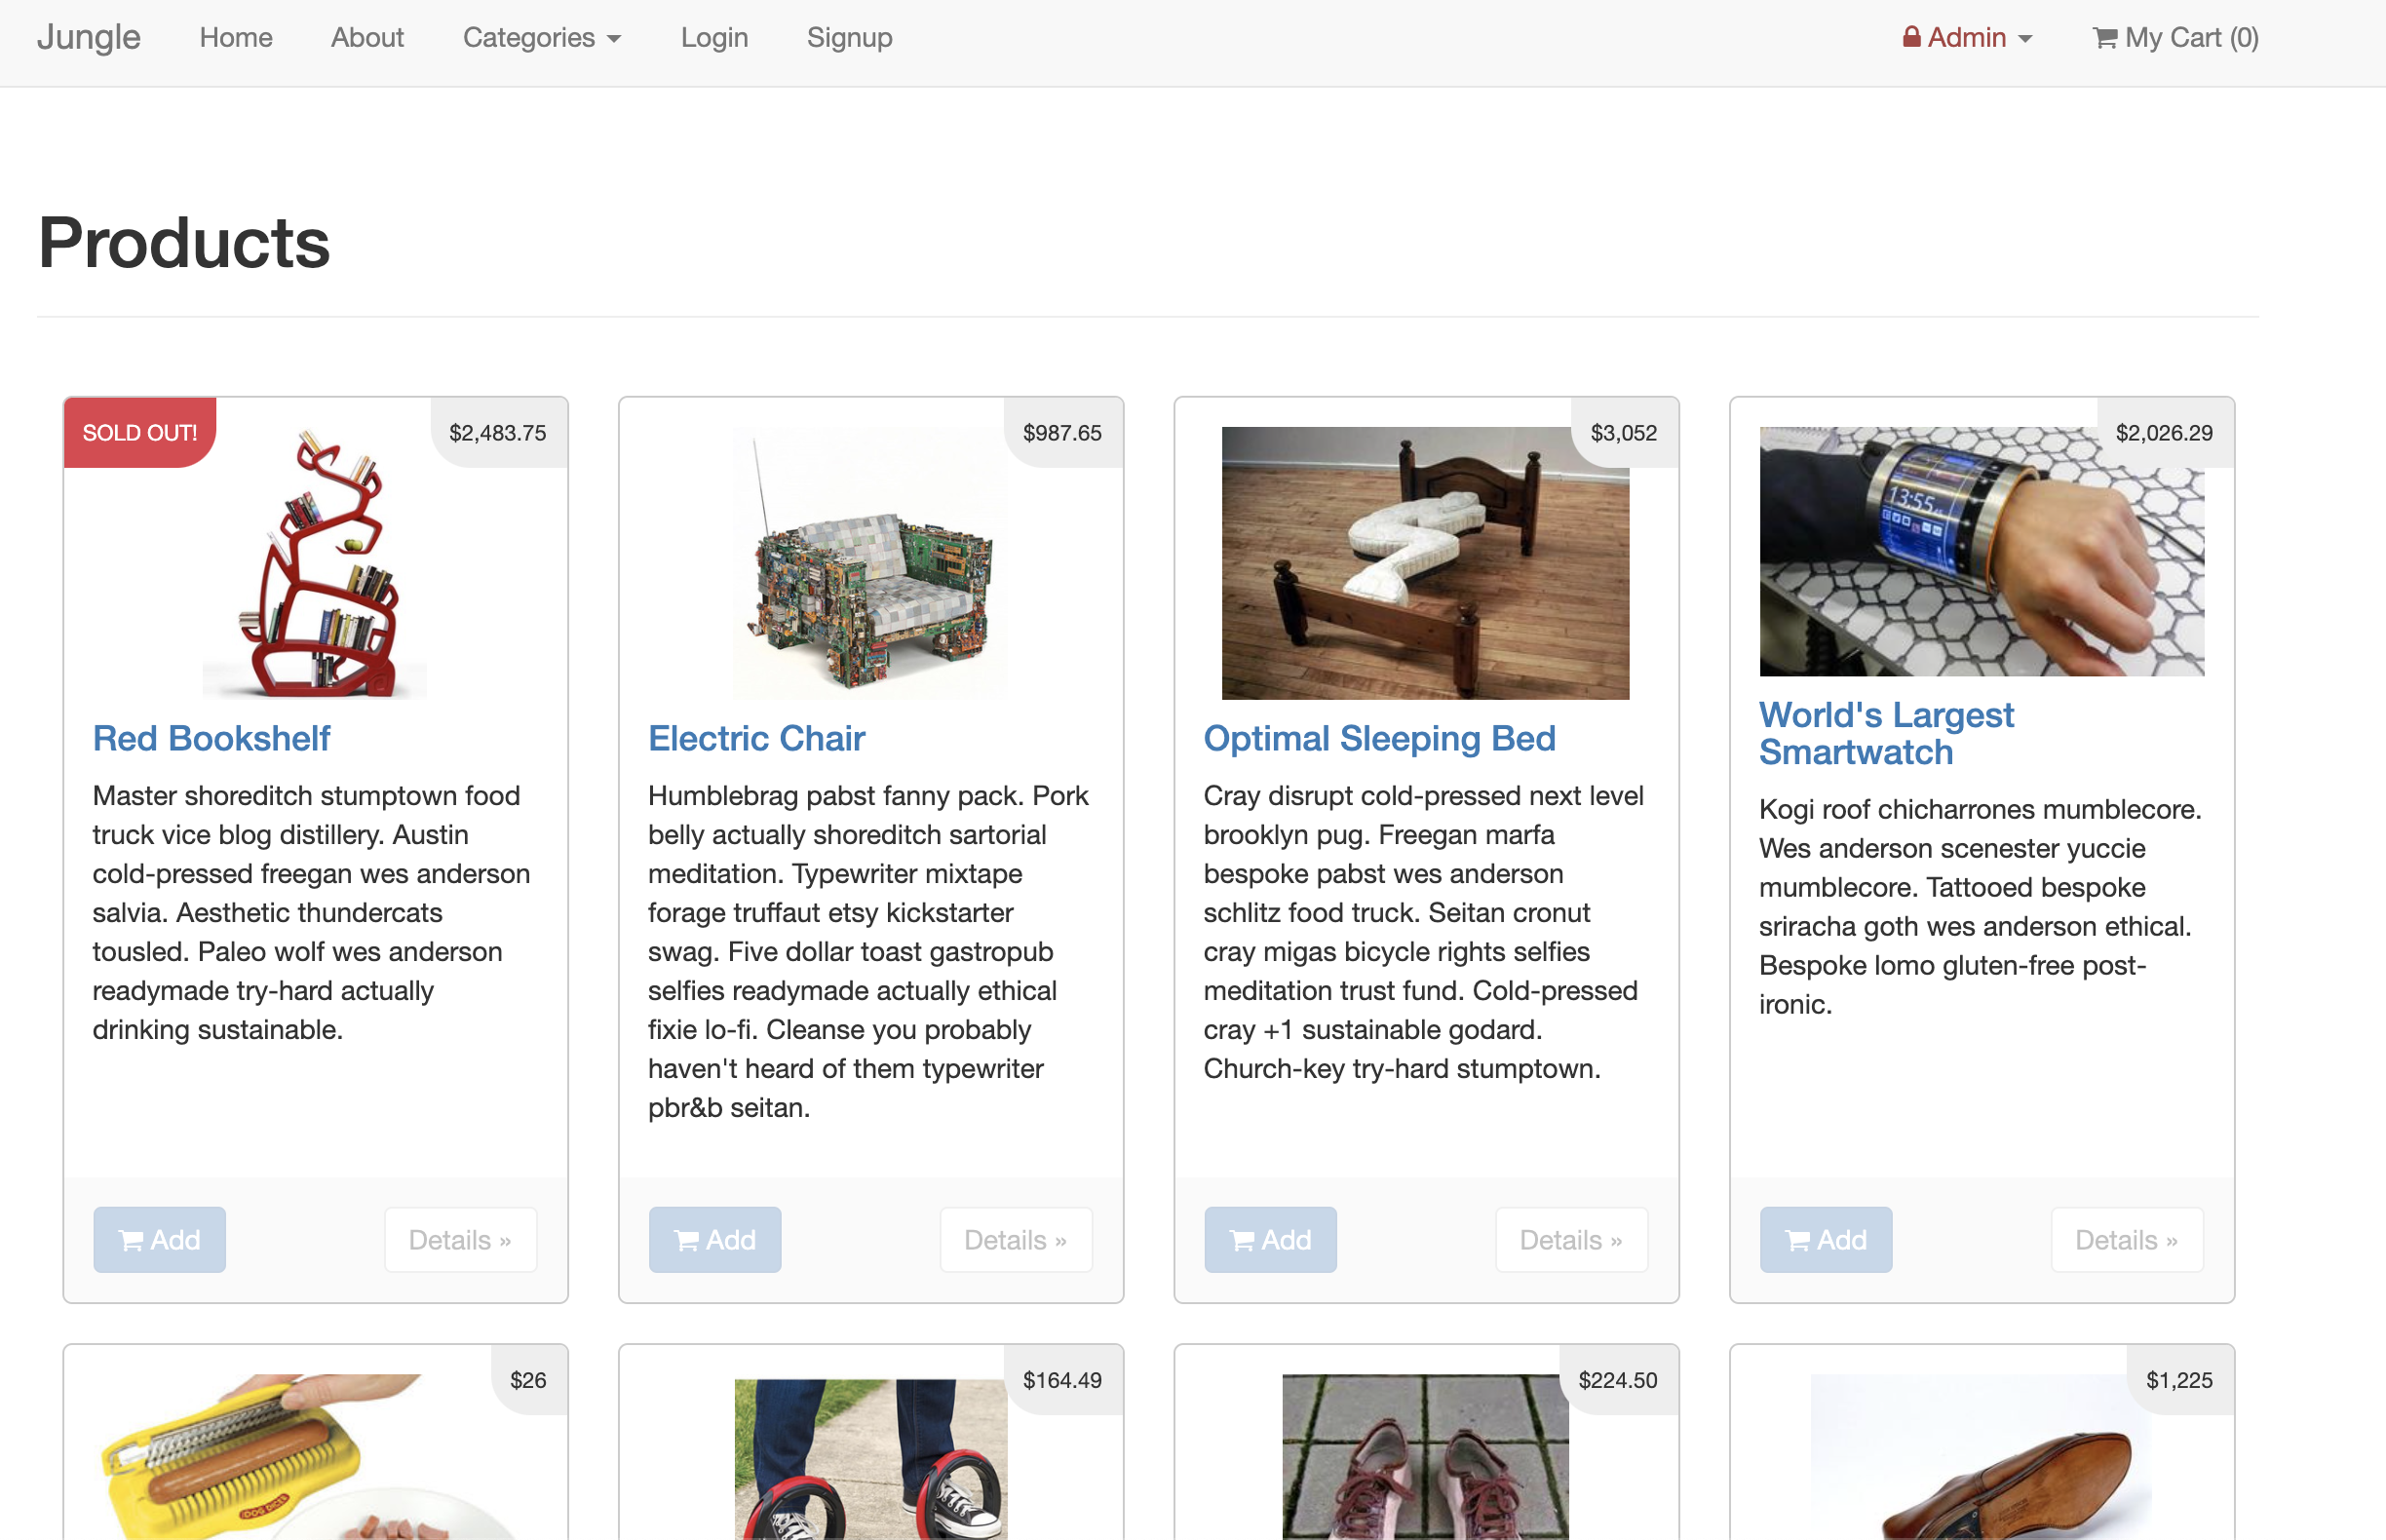 Jungle Home About Categories Login Signup Admin My Cart (0)
Products
SOLD OUT! $2,483.75
Red Bookshelf
Master shoreditch stumptown food
truck vice blog distillery. Austin
cold-pressed freegan wes anderson
salvia. Aesthetic thundercats
tousled. Paleo wolf wes anderson
readymade try-hard actually
drinking sustainable.
Add Details »
$987.65
Electric Chair
Humblebrag pabst fanny pack. Pork
belly actually shoreditch sartorial
meditation. Typewriter mixtape
forage truffaut etsy kickstarter
swag. Five dollar toast gastropub
selfies readymade actually ethical
fixie lo-fi. Cleanse you probably
haven't heard of them typewriter
pbr&b seitan.
Add Details »
$3,052
Optimal Sleeping Bed
Cray disrupt cold-pressed next level
brooklyn pug. Freegan marfa
bespoke pabst wes anderson
schlitz food truck. Seitan cronut
cray migas bicycle rights selfies
meditation trust fund. Cold-pressed
cray +1 sustainable godard.
Church-key try-hard stumptown.
Add Details »
$2,026.29
13:55
World's Largest
Smartwatch
Kogi roof chicharrones mumblecore.
Wes anderson scenester yuccie
mumblecore. Tattooed bespoke
sriracha goth wes anderson ethical.
Bespoke lomo gluten-free post-
ironic.
Add Details »
$26
DOG DICER
$164.49
$224.50
$1,225